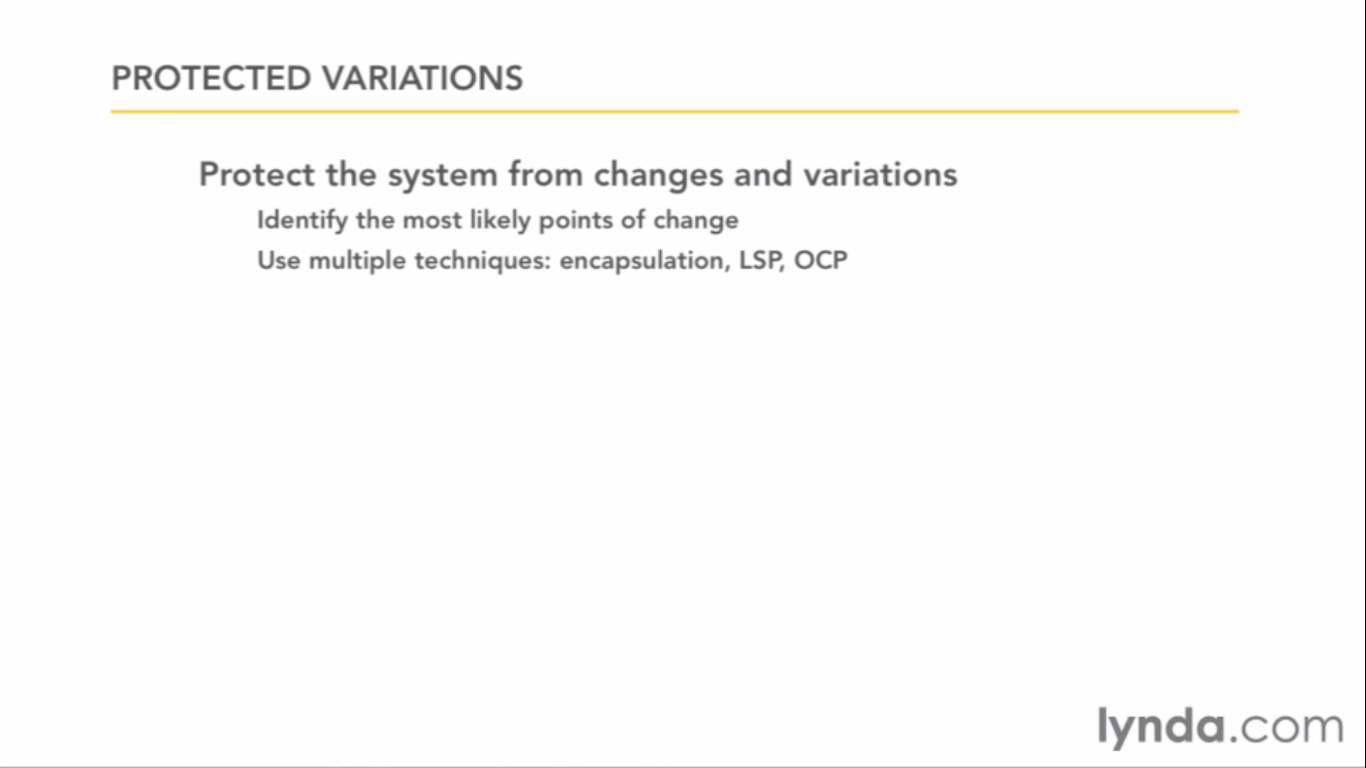 PROTECTED VARIATIONS
Protect the system from changes and variations
Identify the most likely points of change
Use multiple techniques: encapsulation, LSP, OCP
lynda.com